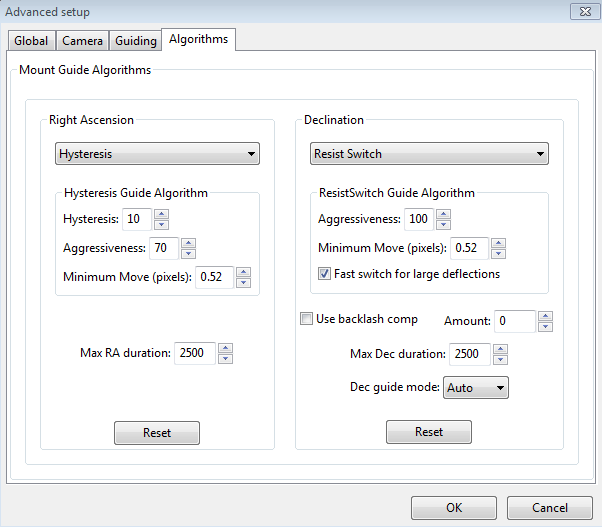 Advanced setup
Global Camera Guiding Algorithms
Mount Guide Algorithms
Right Ascension
Hysteresis
Hysteresis Guide Algorithm
Hysteresis: 10
Aggressiveness: 70
Minimum Move (pixels): 0.52
Max RA duration: 2500
Reset
Declination
Resist Switch
ResistSwitch Guide Algorithm
Aggressiveness: 100
Minimum Move (pixels): 0.52
Fast switch for large deflections
Use backlash comp Amount: 0
Max Dec duration: 2500
Dec guide mode: Auto
Reset
OK Cancel